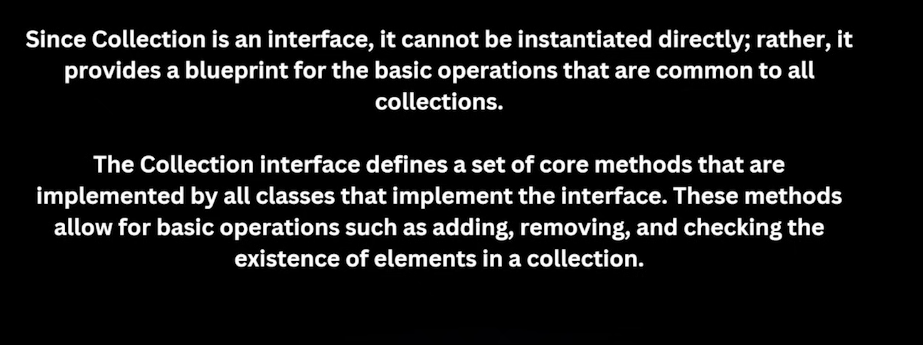 Since Collection is an interface, it cannot be instantiated directly; rather, it
provides a blueprint for the basic operations that are common to all
collections.
The Collection interface defines a set of core methods that are
implemented by all classes that implement the interface. These methods
allow for basic operations such as adding, removing, and checking the
existence of elements in a collection.